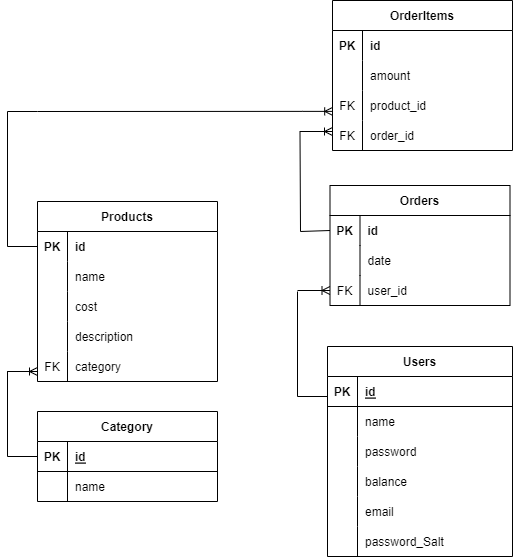 OrderItems
PK id
amount
FK product_id
FK order_id
Products
PK id
name
cost
description
FK category
Orders
PK id
date
FK user_id
Category
PK id
name
Users
PK id
name
password
balance
email
password_Salt